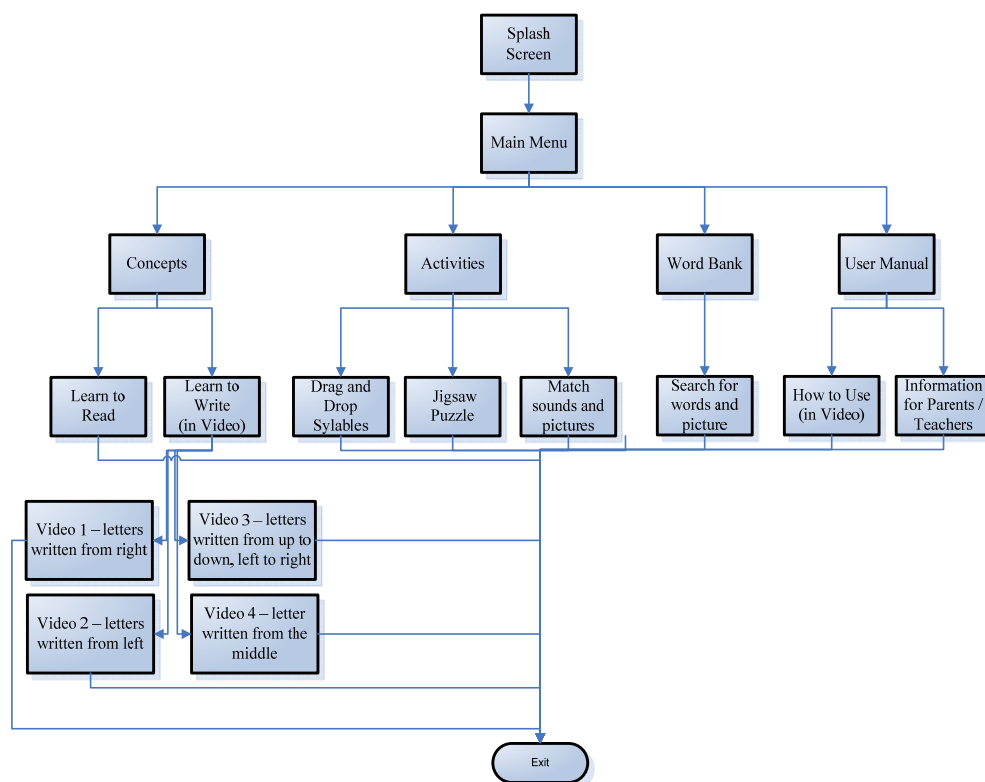 Splash
Screen
Main Menu
Concepts
Activities
Word Bank
User Manual
Learn to
Read
Learn to
Write
(in Video)
Drag and
Drop
Sylables
Jigsaw
Puzzle
Match
sounds and
pictures
Search for
words and
picture
How to Use
(in Video)
Information
for Parents /
Teachers
Video 1 – letters
written from right
Video 3 – letters
written from up to
down, left to right
Video 2 – letters
written from left
Video 4 – letter
written from the
middle
Exit